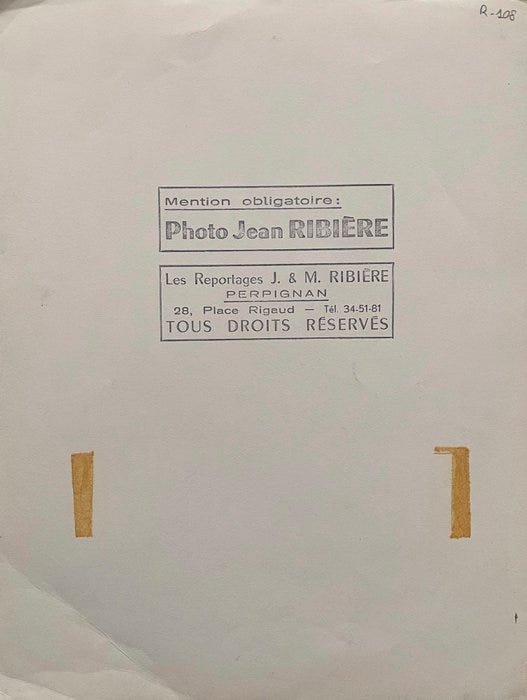 R-108
Mention obligatoire:
Photo Jean RIBIÈRE
Les Reportages J. & M. RIBIÈRE
PERPIGNAN
28, Place Rigaud — Tél. 34-51-81
TOUS DROITS RÉSERVÉS